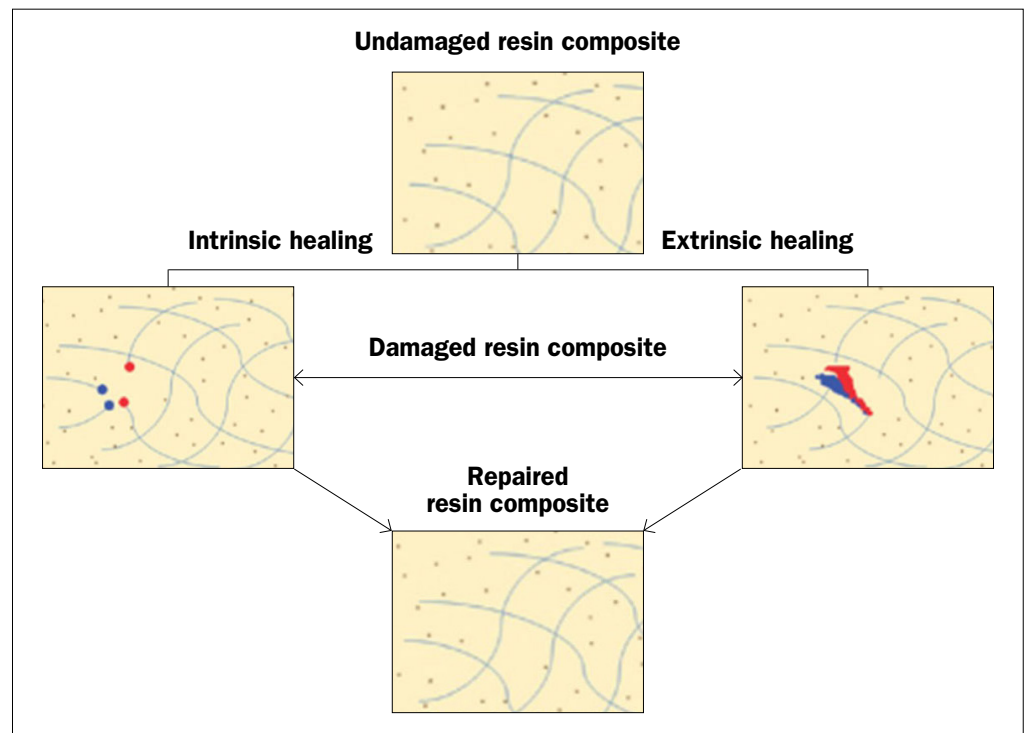 Undamaged resin composite
Intrinsic healing
Extrinsic healing
Damaged resin composite
Repaired
resin composite